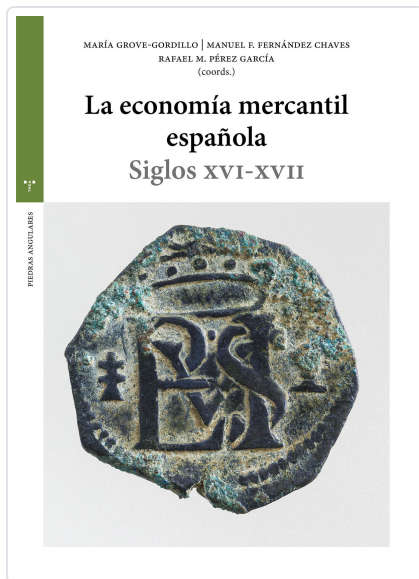 MARÍA GROVE-GORDILLO | MANUEL F. FERNÁNDEZ CHAVES
RAFAEL M. PÉREZ GARCÍA
(coords.)
La economía mercantil
española
Siglos XVI-XVII
TREA
PIEDRAS ANGULARES